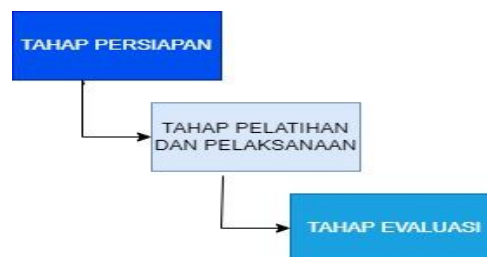 TAHAP PERSIAPAN
TAHAP PELATIHAN
DAN PELAKSANAAN
TAHAP EVALUASI